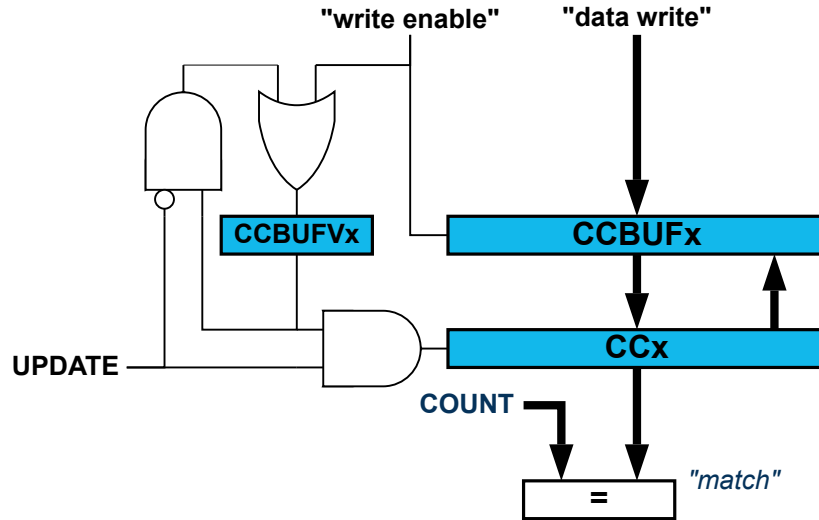 "write enable"
"data write"
CCBUFVx
CCBUFx
CCx
UPDATE
COUNT
"match"
=